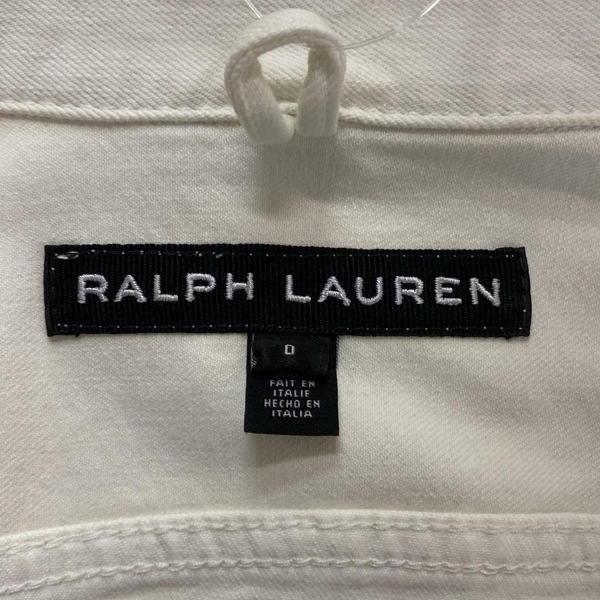 RALPH LAUREN
0
FAIT EN
ITALIE
HECHO EN
ITALIA